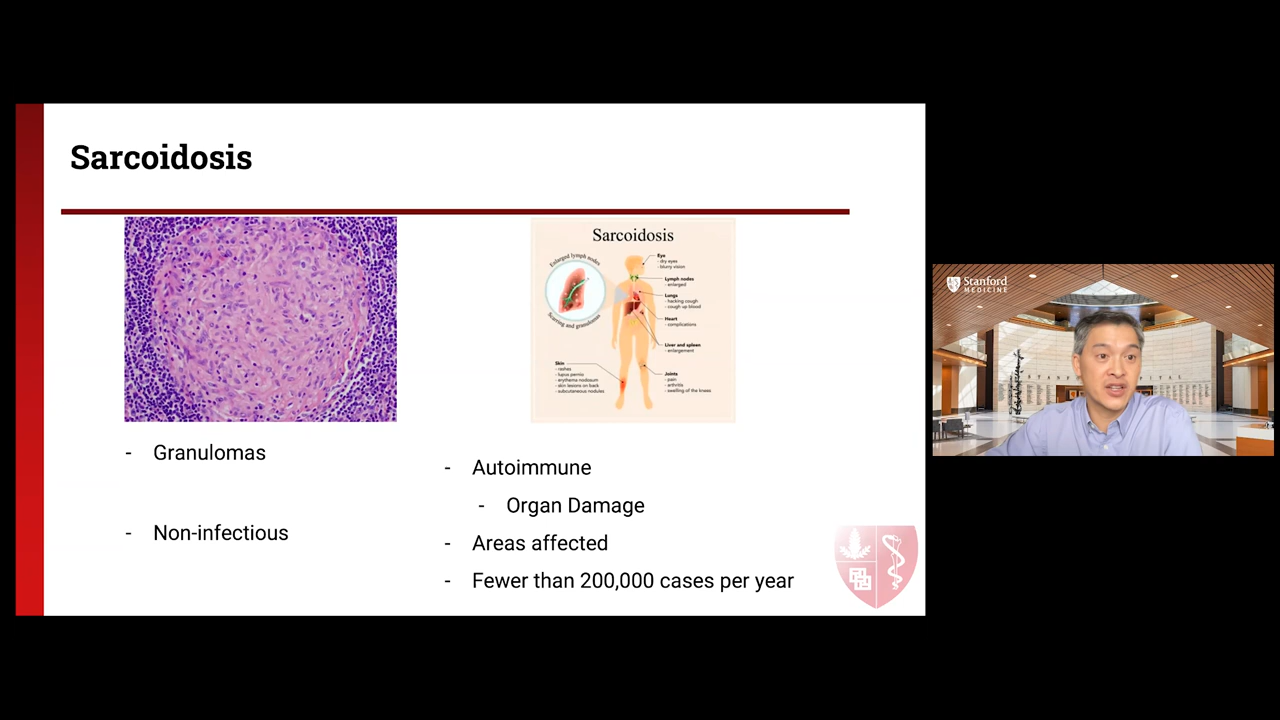 Sarcoidosis
Sarcoidosis
Enlarged lymph nodes
Scarring and granulomas
Eye
- dry eyes
- blurry vision
Lymph nodes
- enlarged
Lungs
- hacking cough
- cough up blood
Heart
- complications
Liver and spleen
- enlargement
Skin
- rashes
- lupus pernio
- erythema nodosum
- skin lesions on back
- subcutaneous nodules
Joints
- pain
- arthritis
- swelling of the knees
- Granulomas
- Non-infectious
- Autoimmune
- Organ Damage
- Areas affected
- Fewer than 200,000 cases per year
Stanford
MEDICINE